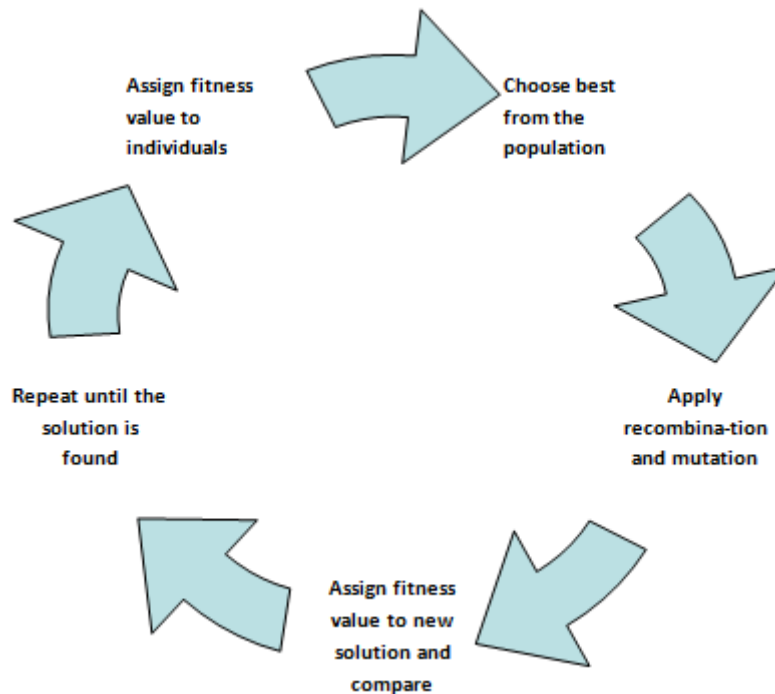 Assign fitness
value to
individuals
Choose best
from the
population
Apply
recombina-tion
and mutation
Assign fitness
value to new
solution and
compare
Repeat until the
solution is
found